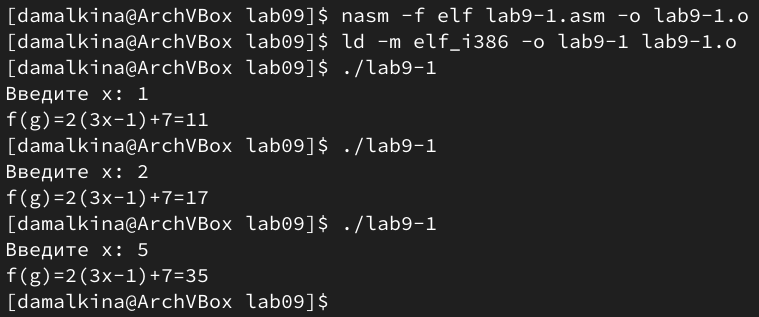 [damalkina@ArchVBox lab09]$ nasm -f elf lab9-1.asm -o lab9-1.o
[damalkina@ArchVBox lab09]$ ld -m elf_i386 -o lab9-1 lab9-1.o
[damalkina@ArchVBox lab09]$ ./lab9-1
Введите x: 1
f(g)=2(3x-1)+7=11
[damalkina@ArchVBox lab09]$ ./lab9-1
Введите x: 2
f(g)=2(3x-1)+7=17
[damalkina@ArchVBox lab09]$ ./lab9-1
Введите x: 5
f(g)=2(3x-1)+7=35
[damalkina@ArchVBox lab09]$